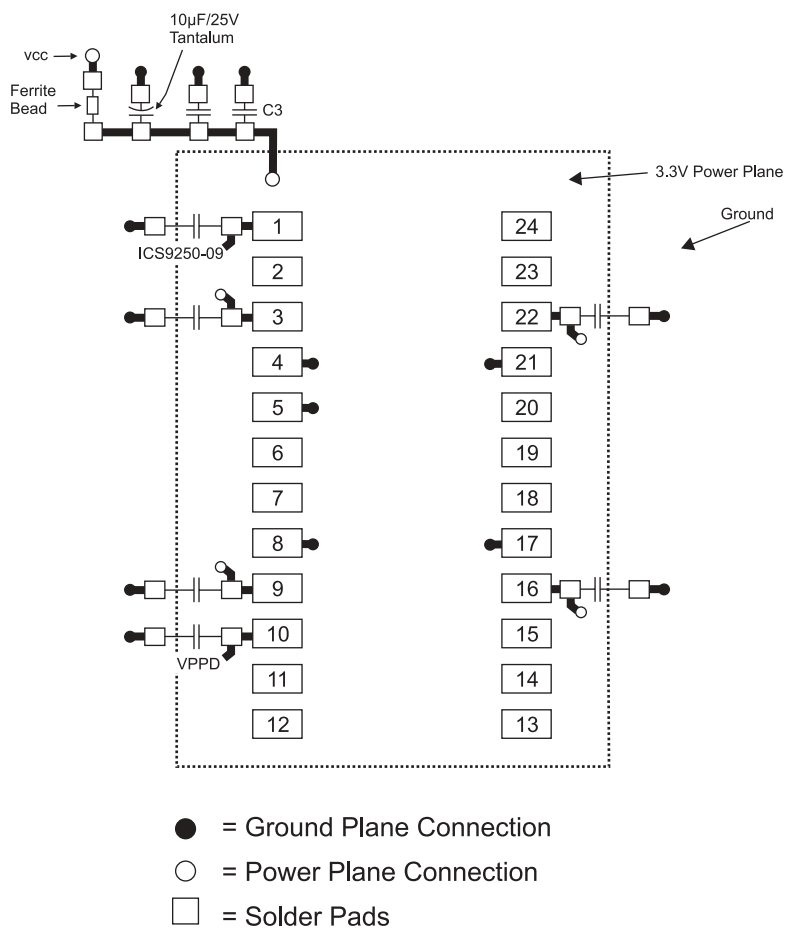 10µF/25V
Tantalum
vcc
Ferrite
Bead
C3
3.3V Power Plane
Ground
1
24
ICS9250-09
2
23
3
22
4
21
5
20
6
19
7
18
8
17
9
16
10
15
VPPD
11
14
12
13
= Ground Plane Connection
= Power Plane Connection
= Solder Pads